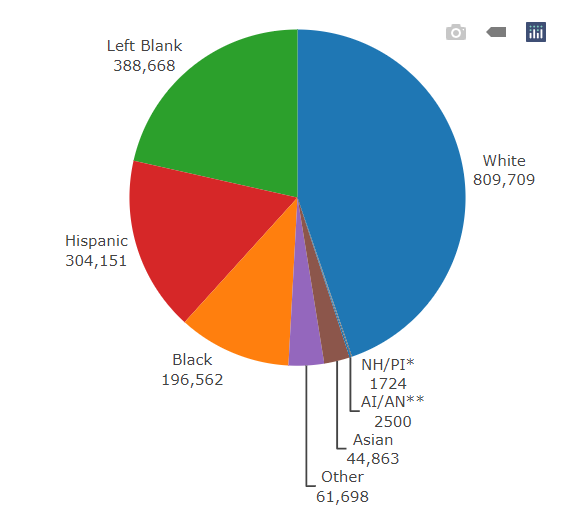 Left Blank
388,668
White
809,709
Hispanic
304,151
Black
196,562
NH/PI*
1724
AI/AN**
2500
Asian
44,863
Other
61,698